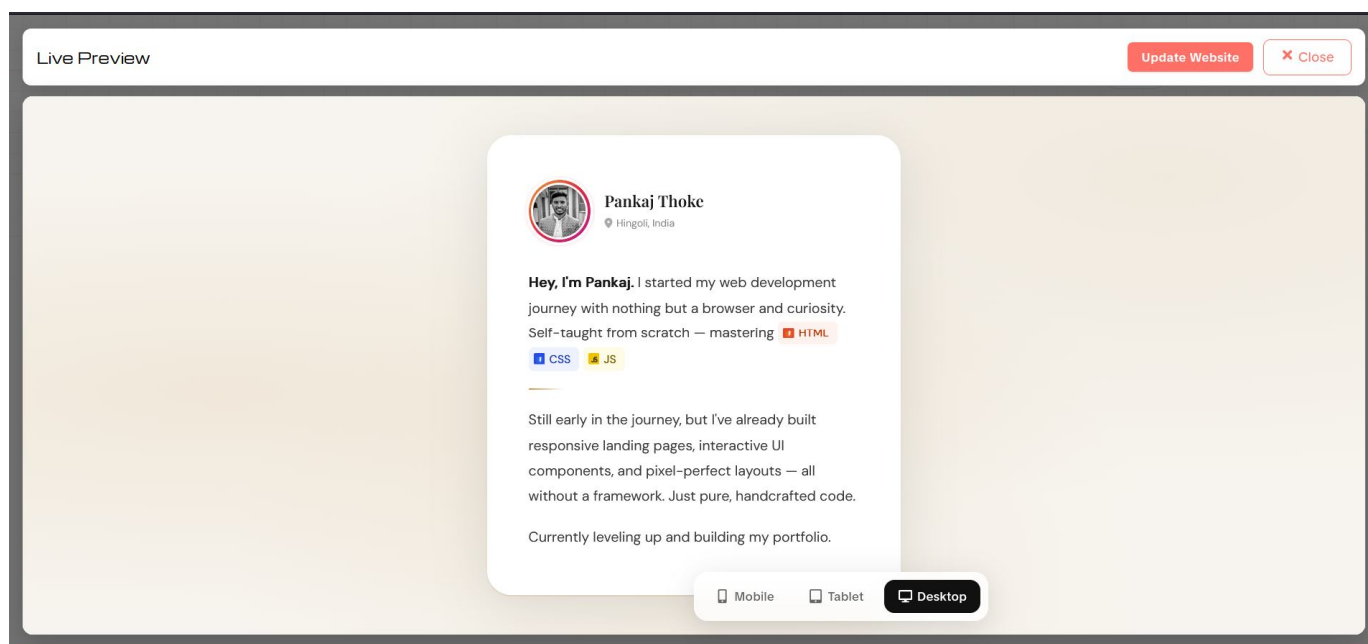 Live Preview
Update Website
Close
Pankaj Thoke
Hingoli, India
Hey, I'm Pankaj. I started my web development
journey with nothing but a browser and curiosity.
Self-taught from scratch — mastering HTML
CSS JS
Still early in the journey, but I've already built
responsive landing pages, interactive UI
components, and pixel-perfect layouts — all
without a framework. Just pure, handcrafted code.
Currently leveling up and building my portfolio.
Mobile Tablet Desktop